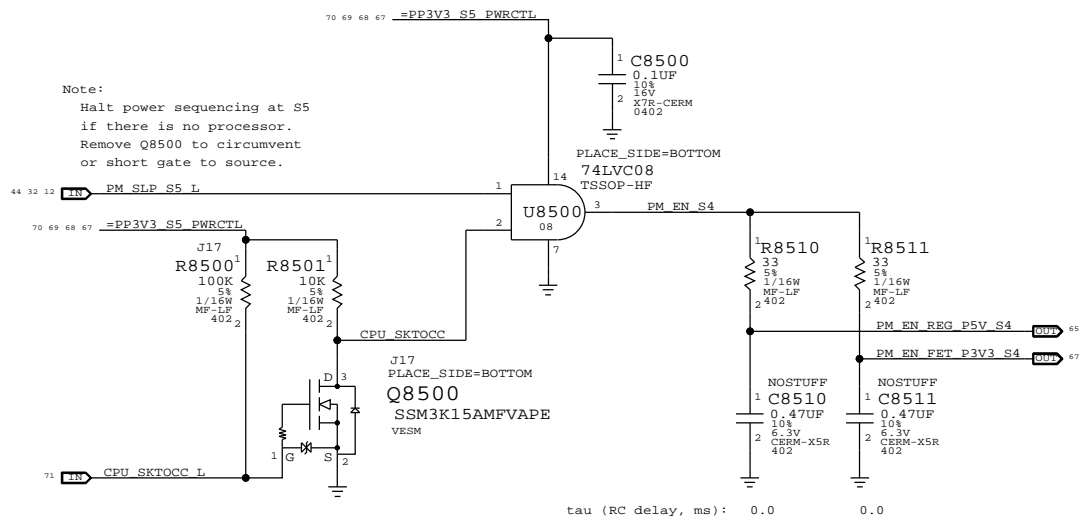 70 69 68 67 =PP3V3_S5_PWRCTL
1 C8500
0.1UF
10%
16V
2 X7R-CERM
0402
Note:
Halt power sequencing at S5
if there is no processor.
Remove Q8500 to circumvent
or short gate to source.
PLACE_SIDE=BOTTOM
74LVC08
TSSOP-HF
44 32 12 IN PM_SLP_S5_L
1
14
2
U8500
08
3
7
PM_EN_S4
70 69 68 67 =PP3V3_S5_PWRCTL
J17
R8500 1
100K
5%
1/16W
MF-LF
402 2
R8501 1
10K
5%
1/16W
MF-LF
402 2
1 R8510
33
5%
1/16W
MF-LF
2 402
1 R8511
33
5%
1/16W
MF-LF
2 402
PM_EN_REG_P5V_S4 OUT 65
PM_EN_FET_P3V3_S4 OUT 67
CPU_SKTOCC
J17
PLACE_SIDE=BOTTOM
Q8500
SSM3K15AMFVAPE
VESM
D 3
1 G S 2
71 IN CPU_SKTOCC_L
NOSTUFF
1 C8510
0.47UF
10%
6.3V
2 CERM-X5R
402
NOSTUFF
1 C8511
0.47UF
10%
6.3V
2 CERM-X5R
402
tau (RC delay, ms): 0.0 0.0